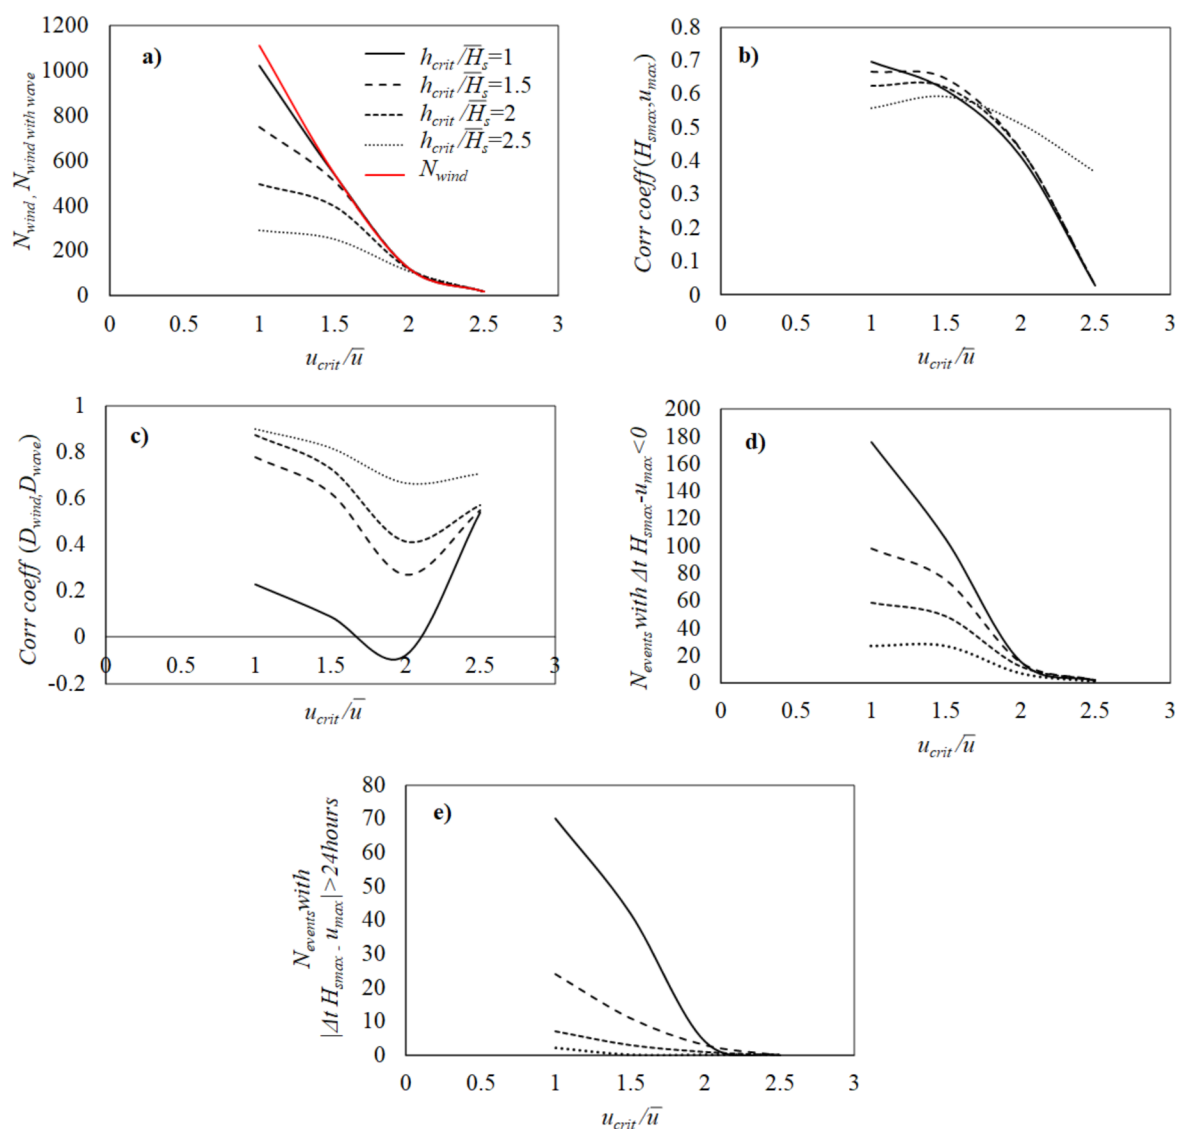 a)
N_wind, N_wind with wave
1200
1000
800
600
400
200
0
0 0.5 1 1.5 2 2.5 3
u_crit/u̅
h_crit/H̅_s=1
h_crit/H̅_s=1.5
h_crit/H̅_s=2
h_crit/H̅_s=2.5
N_wind
b)
Corr coeff(H_smax,u_max)
0.8
0.7
0.6
0.5
0.4
0.3
0.2
0.1
0
0 0.5 1 1.5 2 2.5 3
u_crit/u̅
c)
Corr coeff (D_wind,D_wave)
1
0.8
0.6
0.4
0.2
0
-0.2
0 0.5 1 1.5 2 2.5 3
u_crit/u̅
d)
N_events with Δt H_smax-u_max<0
200
180
160
140
120
100
80
60
40
20
0
0 0.5 1 1.5 2 2.5 3
u_crit/u̅
e)
N_events with
|Δt H_smax - u_max|>24hours
80
70
60
50
40
30
20
10
0
0 0.5 1 1.5 2 2.5 3
u_crit/u̅